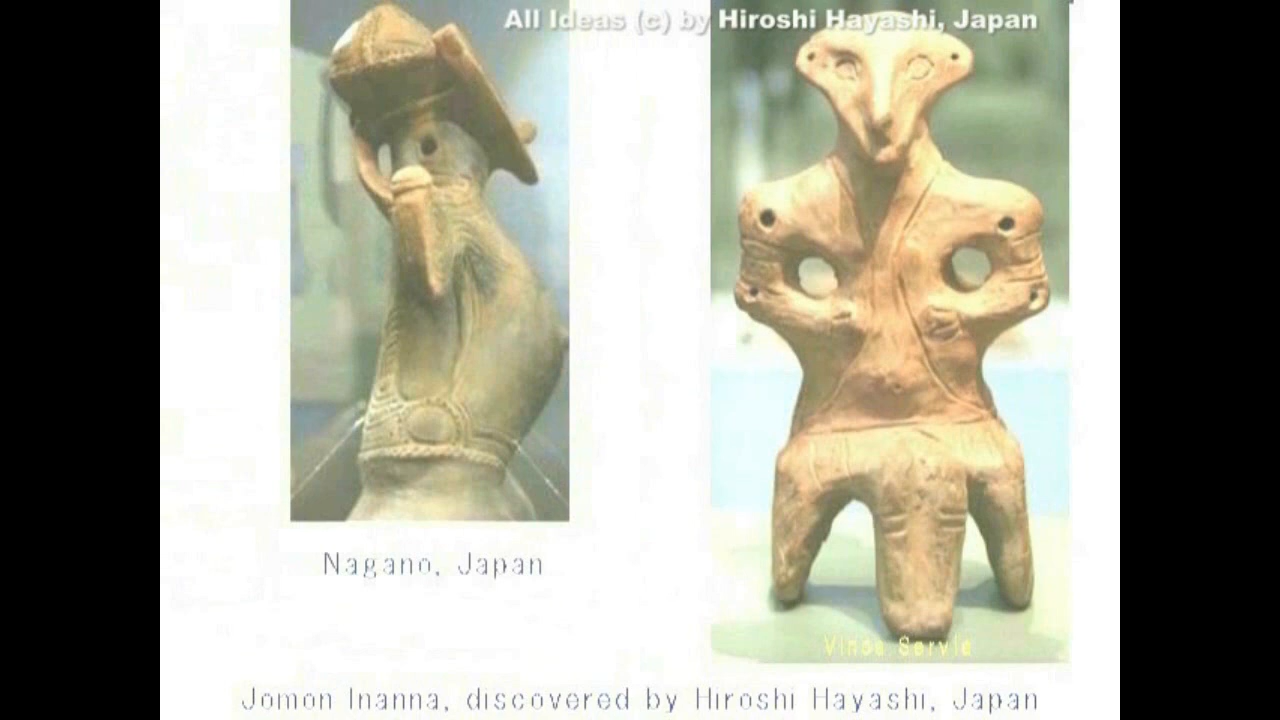 All Ideas (c) by Hiroshi Hayashi, Japan
Nagano, Japan
Vinca Servia
Jomon Inanna, discovered by Hiroshi Hayashi, Japan